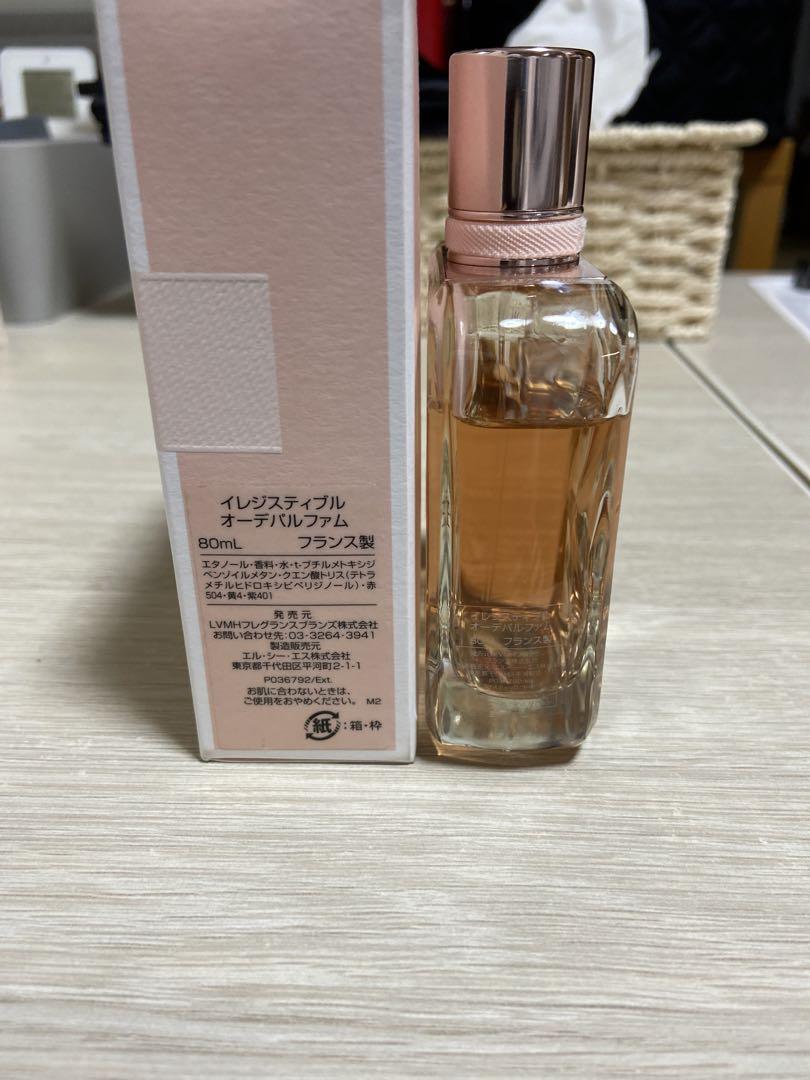 イレジスティブル
オーデパルファム
80mL フランス製
エタノール・香料・水・t-ブチルメトキシジ
ベンゾイルメタン・クエン酸トリス(テトラ
メチルヒドロキシピペリジノール)・赤
504・黄4・紫401
発売元
LVMHフレグランスブランズ株式会社
お問い合わせ先:03-3264-3941
製造販売元
エル・シー・エス株式会社
東京都千代田区平河町2-1-1
P036792/Ext.
お肌に合わないときは、
ご使用をおやめください。 M2
紙:箱・枠
イレジスティブル
オーデパルファム
フランス製